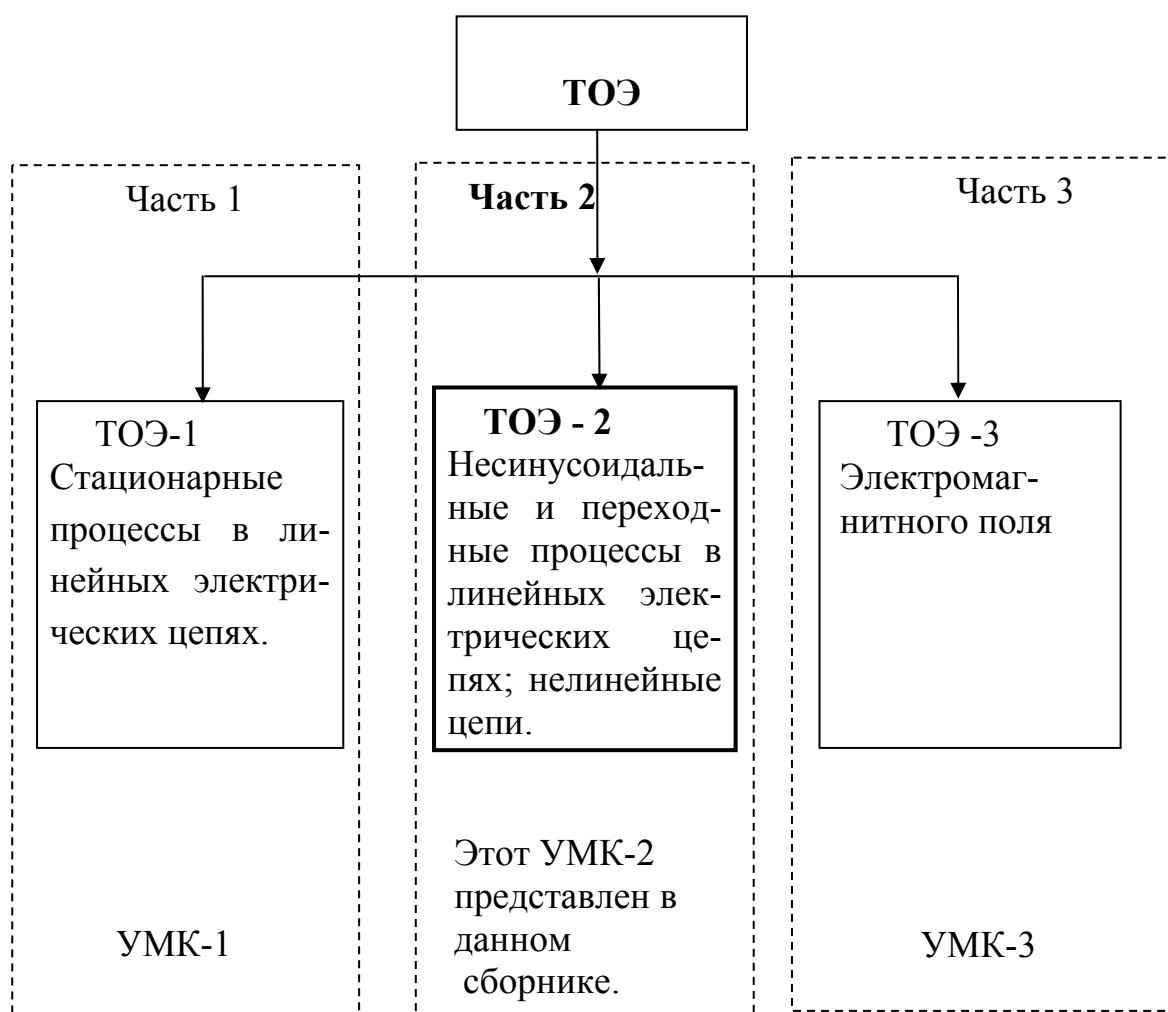 ТОЭ
Часть 1
ТОЭ-1
Стационарные
процессы в ли-
нейных электри-
ческих цепях.
УМК-1
Часть 2
ТОЭ - 2
Несинусоидаль-
ные и переход-
ные процессы в
линейных элек-
трических це-
пях; нелинейные
цепи.
Этот УМК-2
представлен в
данном
сборнике.
Часть 3
ТОЭ -3
Электромаг-
нитного поля
УМК-3